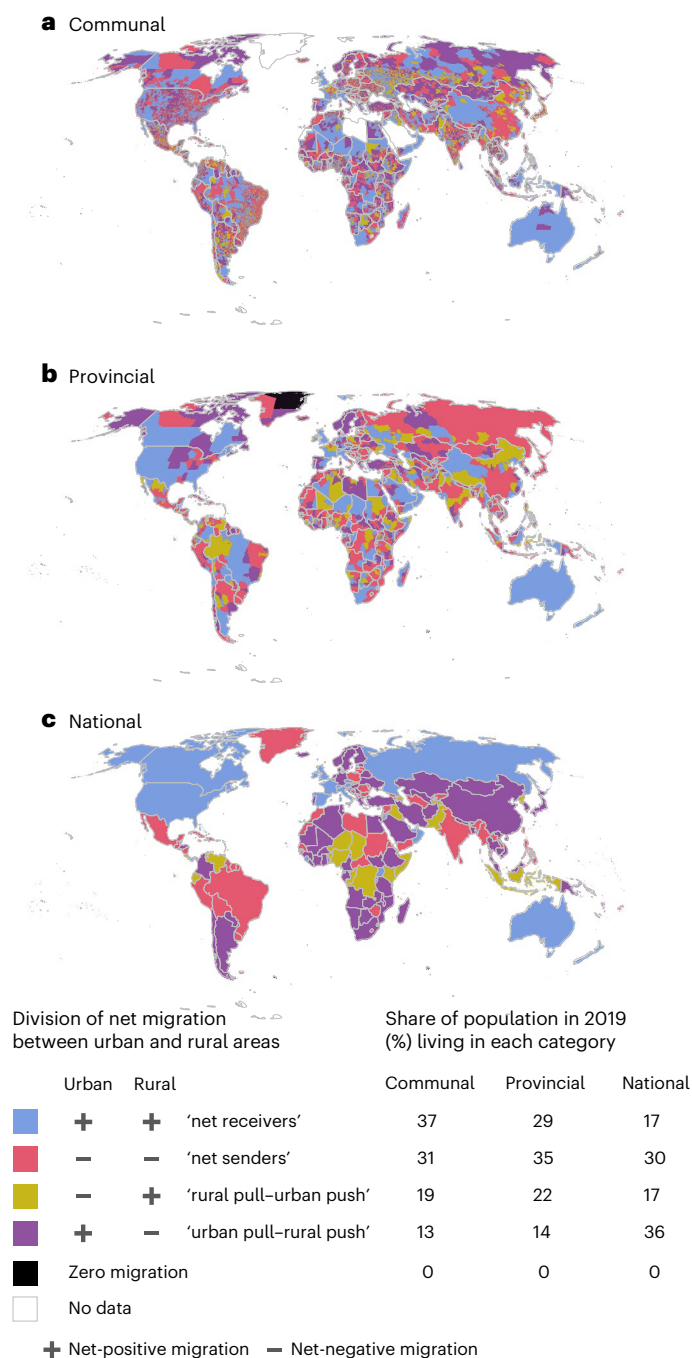 a Communal
b Provincial
c National
Division of net migration
between urban and rural areas
Share of population in 2019
(%) living in each category
Urban Rural Communal Provincial National
+ + ‘net receivers’ 37 29 17
− − ‘net senders’ 31 35 30
− + ‘rural pull–urban push’ 19 22 17
+ − ‘urban pull–rural push’ 13 14 36
Zero migration 0 0 0
No data
+ Net-positive migration − Net-negative migration